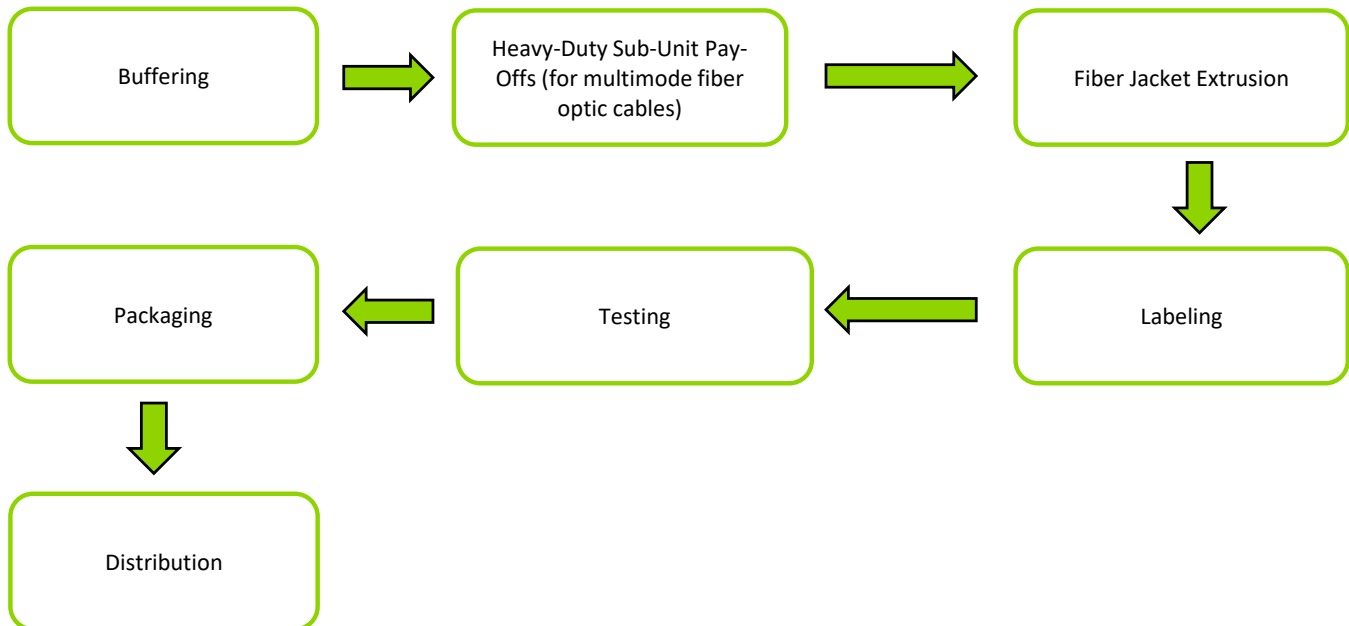 Buffering
Heavy-Duty Sub-Unit Pay-
Offs (for multimode fiber
optic cables)
Fiber Jacket Extrusion
Labeling
Testing
Packaging
Distribution